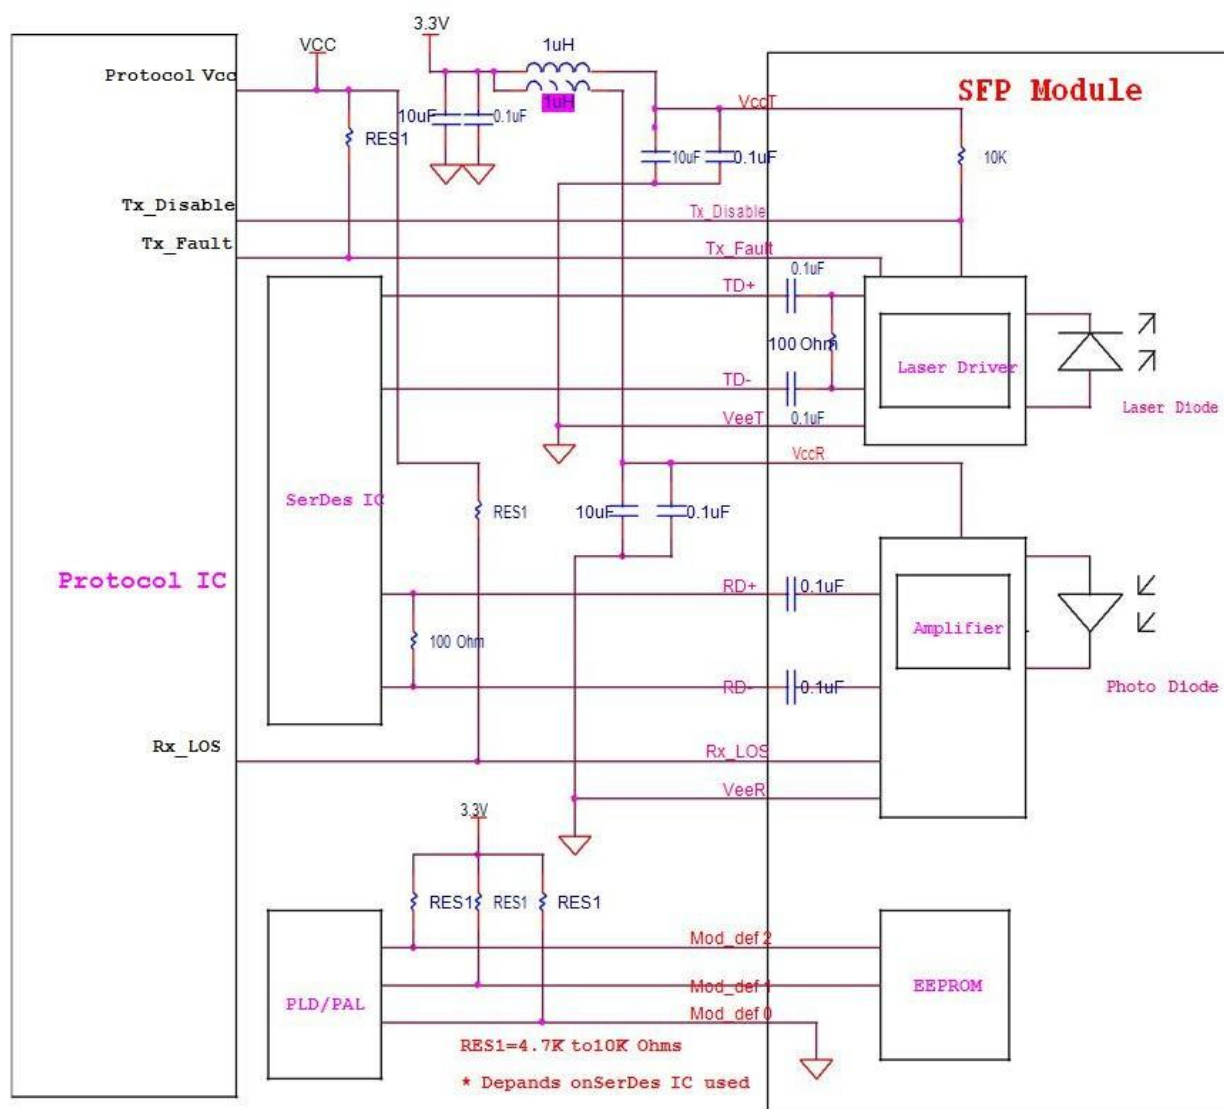 3.3V
VCC
1uH
Protocol Vcc
SFP Module
VccT
1uH
10uF
0.1uF
RES1
10uF
0.1uF
10K
Tx_Disable
Tx_Disable
Tx_Fault
Tx_Fault
0.1uF
TD+
100 Ohm
Laser Driver
TD-
Laser Diode
VeeT
0.1uF
VccR
SerDes IC
RES1
10uF
0.1uF
Protocol IC
RD+
0.1uF
100 Ohm
Amplifier
RD-
0.1uF
Photo Diode
Rx_LOS
Rx_LOS
VeeR
3.3V
RES1
RES1
RES1
Mod_def 2
Mod_def 1
EEPROM
PLD/PAL
Mod_def 0
RES1=4.7K to10K Ohms
* Depands onSerDes IC used